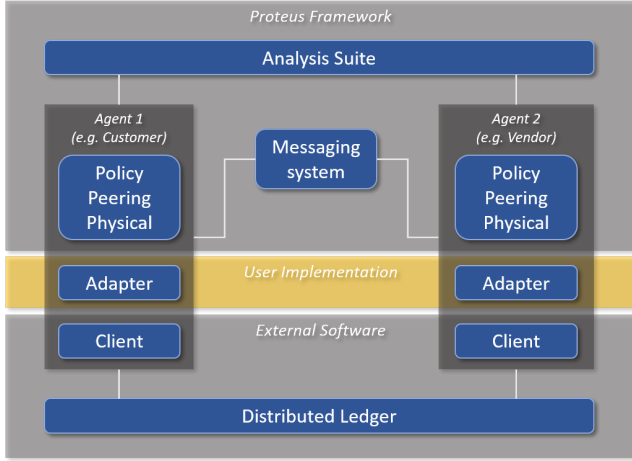 Proteus Framework
Analysis Suite
Agent 1
(e.g. Customer)
Agent 2
(e.g. Vendor)
Messaging
system
Policy
Peering
Physical
Policy
Peering
Physical
User Implementation
Adapter
Adapter
External Software
Client
Client
Distributed Ledger